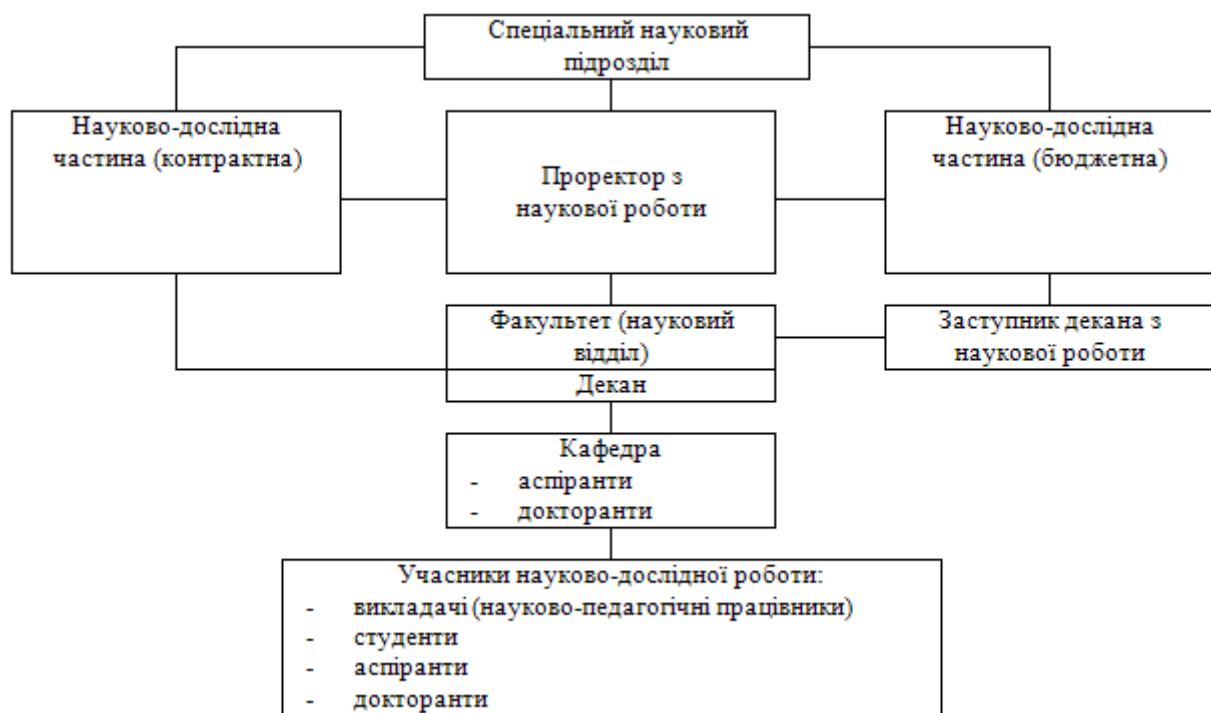 Спеціальний науковий
підрозділ
Науково-дослідна
частина (контрактна)
Проректор з
наукової роботи
Науково-дослідна
частина (бюджетна)
Факультет (науковий
відділ)
Декан
Заступник декана з
наукової роботи
Кафедра
- аспіранти
- докторанти
Учасники науково-дослідної роботи:
- викладачі (науково-педагогічні працівники)
- студенти
- аспіранти
- докторанти